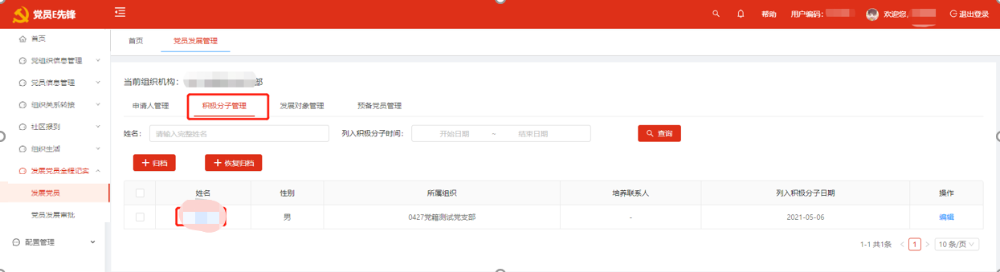 党员E先锋
帮助 用户编码: 欢迎您, 退出登录
首页
党组织信息管理
党员信息管理
组织关系转接
社区报到
组织生活
发展党员全程记实
发展党员
党员发展审批
配置管理
首页 党员发展管理
当前组织机构: 部
申请人管理 积极分子管理 发展对象管理 预备党员管理
姓名: 请输入完整姓名 列入积极分子时间: 开始日期 ~ 结束日期 查询
+ 归档 + 恢复归档
姓名 性别 所属组织 培养联系人 列入积极分子日期 操作
男 0427党籍测试党支部 - 2021-05-06 编辑
1-1 共1条 < 1 > 10 条/页